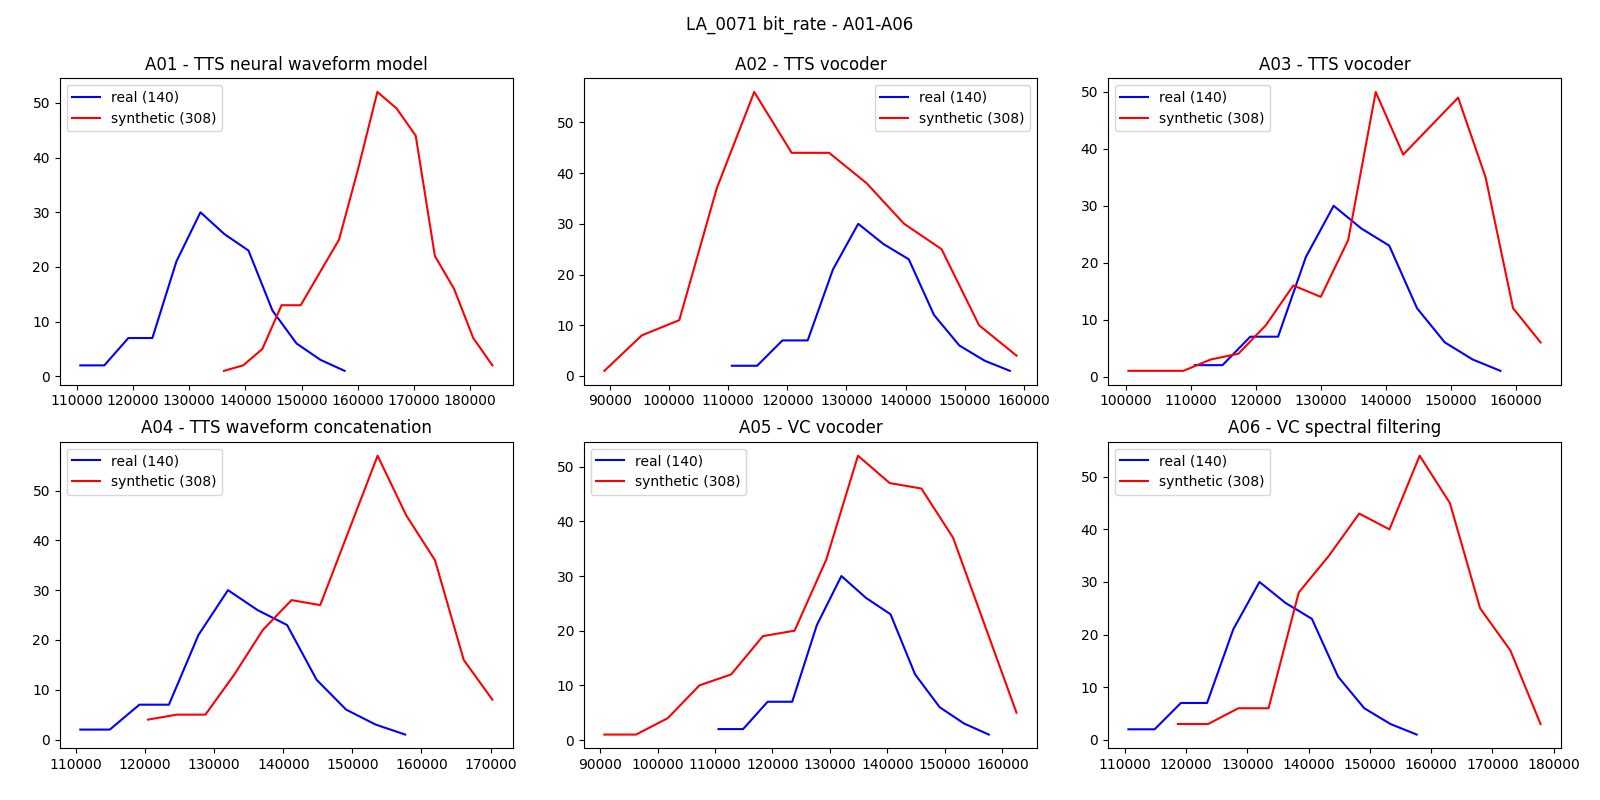 LA_0071 bit_rate - A01-A06
A01 - TTS neural waveform model
real (140)
synthetic (308)
50
40
30
20
10
0
110000 120000 130000 140000 150000 160000 170000 180000
A02 - TTS vocoder
real (140)
synthetic (308)
50
40
30
20
10
0
90000 100000 110000 120000 130000 140000 150000 160000
A03 - TTS vocoder
real (140)
synthetic (308)
50
40
30
20
10
0
100000 110000 120000 130000 140000 150000 160000
A04 - TTS waveform concatenation
real (140)
synthetic (308)
50
40
30
20
10
0
110000 120000 130000 140000 150000 160000 170000
A05 - VC vocoder
real (140)
synthetic (308)
50
40
30
20
10
0
90000 100000 110000 120000 130000 140000 150000 160000
A06 - VC spectral filtering
real (140)
synthetic (308)
50
40
30
20
10
0
110000 120000 130000 140000 150000 160000 170000 180000